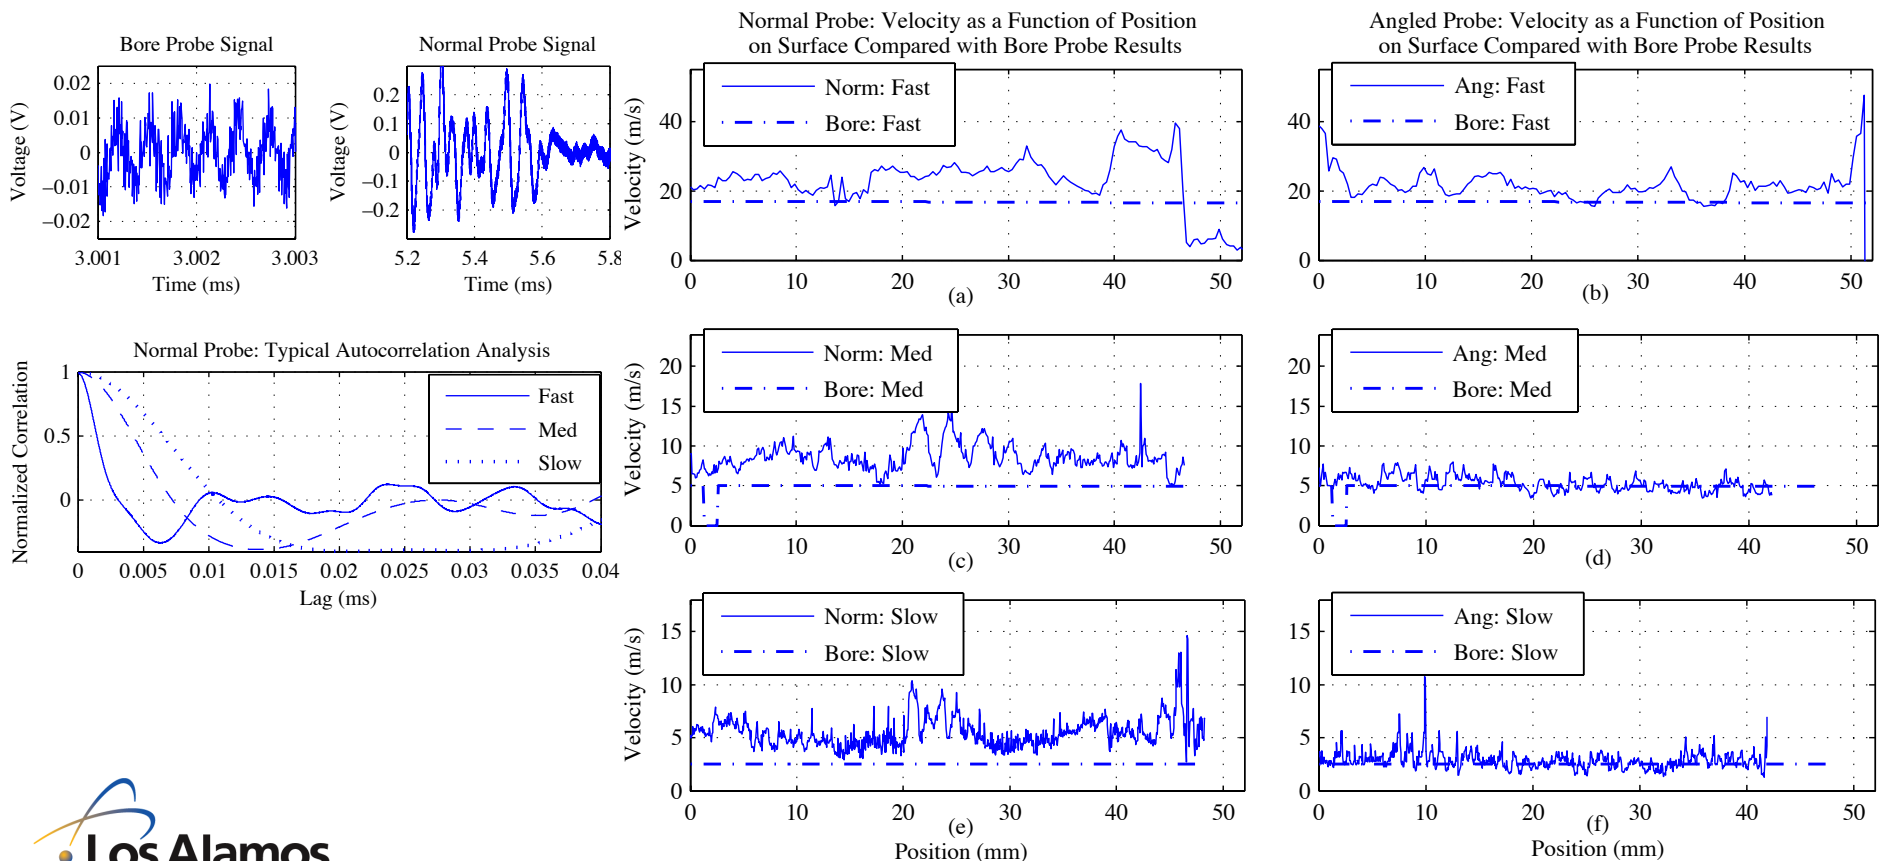 Bore Probe Signal
0.02
0.01
0
−0.01
−0.02
Voltage (V)
3.001 3.002 3.003
Time (ms)
Normal Probe Signal
0.2
0.1
0
−0.1
−0.2
Voltage (V)
5.2 5.4 5.6 5.8
Time (ms)
Normal Probe: Typical Autocorrelation Analysis
1
0.5
0
Normalized Correlation
Fast
Med
Slow
0 0.005 0.01 0.015 0.02 0.025 0.03 0.035 0.04
Lag (ms)
Los Alamos
Normal Probe: Velocity as a Function of Position
on Surface Compared with Bore Probe Results
Norm: Fast
Bore: Fast
40
20
0
Velocity (m/s)
0 10 20 30 40 50
(a)
Angled Probe: Velocity as a Function of Position
on Surface Compared with Bore Probe Results
Ang: Fast
Bore: Fast
40
20
0
0 10 20 30 40 50
(b)
Norm: Med
Bore: Med
20
15
10
5
0
Velocity (m/s)
0 10 20 30 40 50
(c)
Ang: Med
Bore: Med
20
15
10
5
0
0 10 20 30 40 50
(d)
Norm: Slow
Bore: Slow
15
10
5
0
Velocity (m/s)
0 10 20 30 40 50
(e)
Position (mm)
Ang: Slow
Bore: Slow
15
10
5
0
0 10 20 30 40 50
(f)
Position (mm)